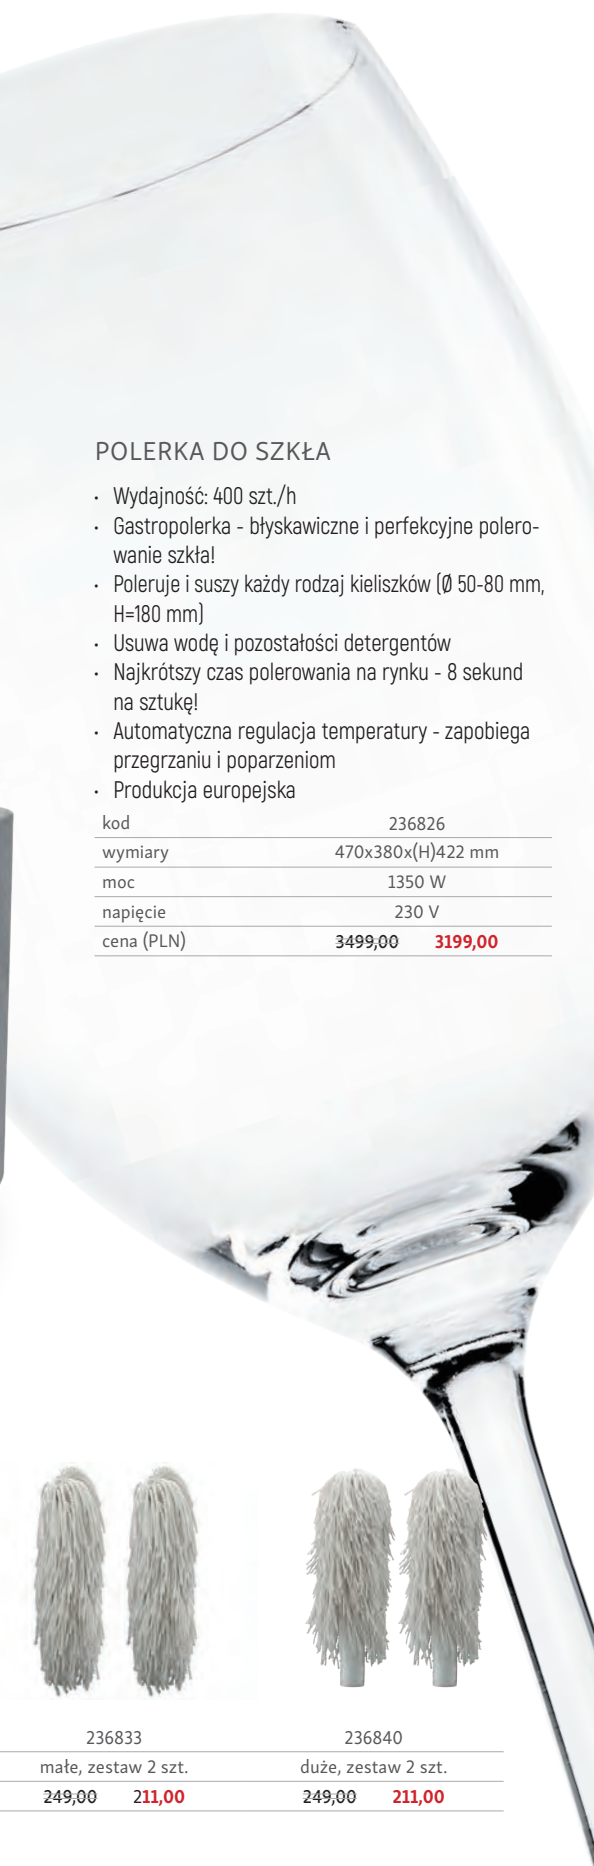 POLERKA DO SZKŁA
· Wydajność: 400 szt./h
· Gastropolerka - błyskawiczne i perfekcyjne polero-
wanie szkła!
· Poleruje i suszy każdy rodzaj kieliszków (Ø 50-80 mm,
H=180 mm)
· Usuwa wodę i pozostałości detergentów
· Najkrótszy czas polerowania na rynku - 8 sekund
na sztukę!
· Automatyczna regulacja temperatury - zapobiega
przegrzaniu i poparzeniom
· Produkcja europejska
kod 236826
wymiary 470x380x(H)422 mm
moc 1350 W
napięcie 230 V
cena (PLN) 3499,00 3199,00
236833 236840
małe, zestaw 2 szt. duże, zestaw 2 szt.
249,00 211,00 249,00 211,00